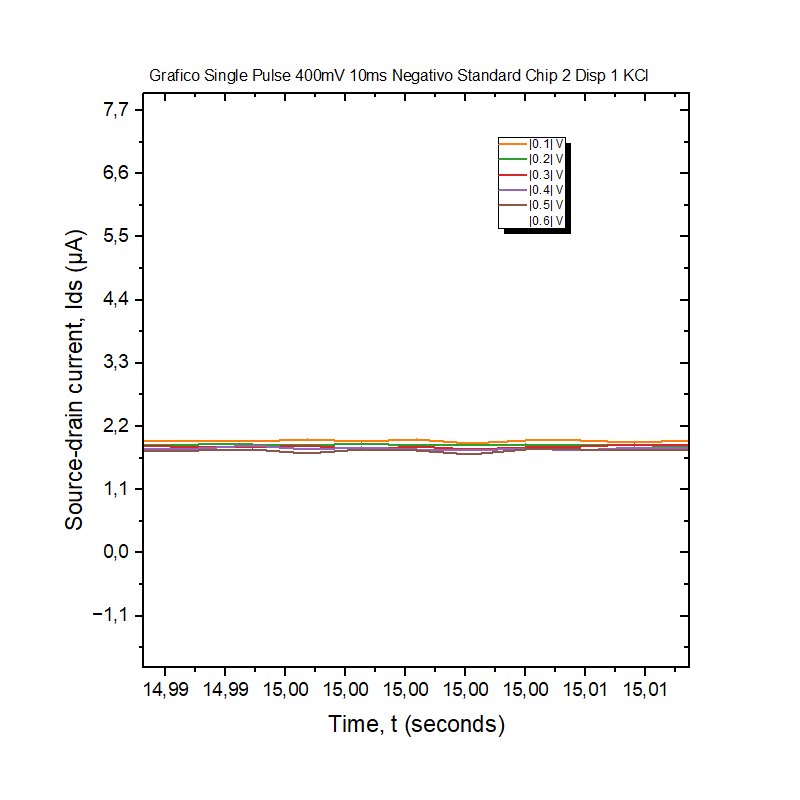 Grafico Single Pulse 400mV 10ms Negativo Standard Chip 2 Disp 1 KCl
7,7
6,6
5,5
4,4
3,3
2,2
1,1
0,0
−1,1
Source-drain current, Ids (µA)
|0.1| V
|0.2| V
|0.3| V
|0.4| V
|0.5| V
|0.6| V
14,99 14,99 15,00 15,00 15,00 15,00 15,00 15,01 15,01
Time, t (seconds)